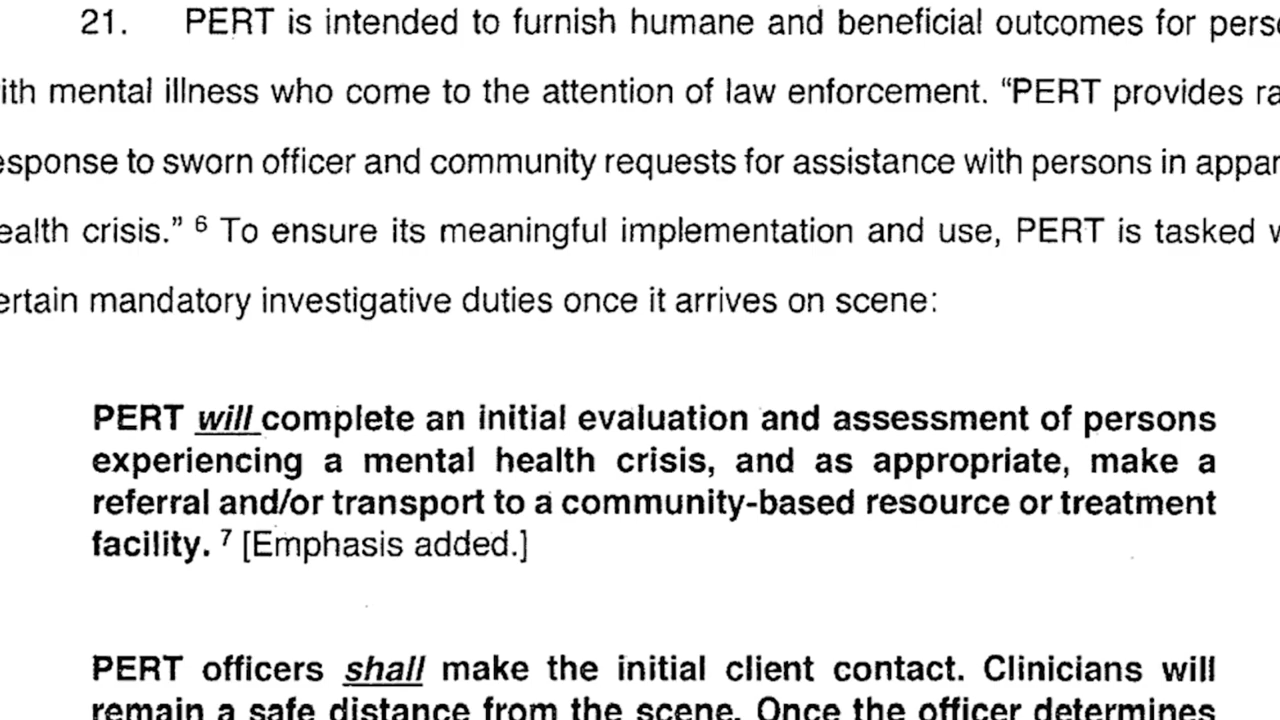 21. PERT is intended to furnish humane and beneficial outcomes for perso
ith mental illness who come to the attention of law enforcement. “PERT provides ra
esponse to sworn officer and community requests for assistance with persons in appar
ealth crisis.” 6 To ensure its meaningful implementation and use, PERT is tasked w
ertain mandatory investigative duties once it arrives on scene:
PERT will complete an initial evaluation and assessment of persons
experiencing a mental health crisis, and as appropriate, make a
referral and/or transport to a community-based resource or treatment
facility. 7 [Emphasis added.]
PERT officers shall make the initial client contact. Clinicians will
remain a safe distance from the scene. Once the officer determines